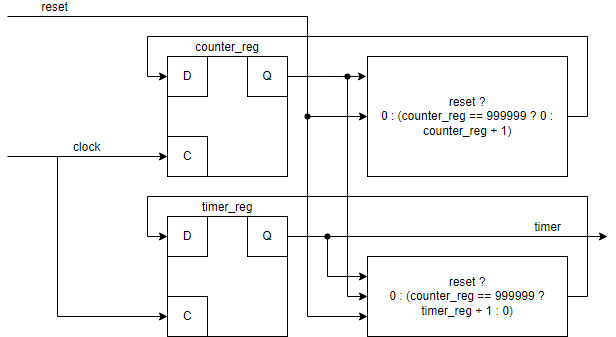 reset
counter_reg
D
Q
reset ?
0 : (counter_reg == 999999 ? 0 :
counter_reg + 1)
clock
C
timer_reg
D
Q
timer
reset ?
0 : (counter_reg == 999999 ?
timer_reg + 1 : 0)
C